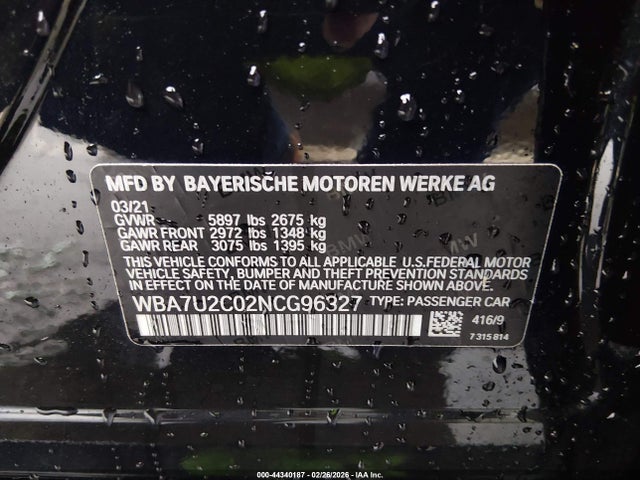 MFD BY BAYERISCHE MOTOREN WERKE AG
03/21
GVWR 5897 lbs 2675 kg
GAWR FRONT 2972 lbs 1348 kg
GAWR REAR 3075 lbs 1395 kg
THIS VEHICLE CONFORMS TO ALL APPLICABLE U.S.FEDERAL MOTOR
VEHICLE SAFETY, BUMPER AND THEFT PREVENTION STANDARDS
IN EFFECT ON THE DATE OF MANUFACTURE SHOWN ABOVE.
WBA7U2C02NCG96327 TYPE: PASSENGER CAR
416/9
7 315 814
000-44340187 - 02/26/2026 - IAA Inc.